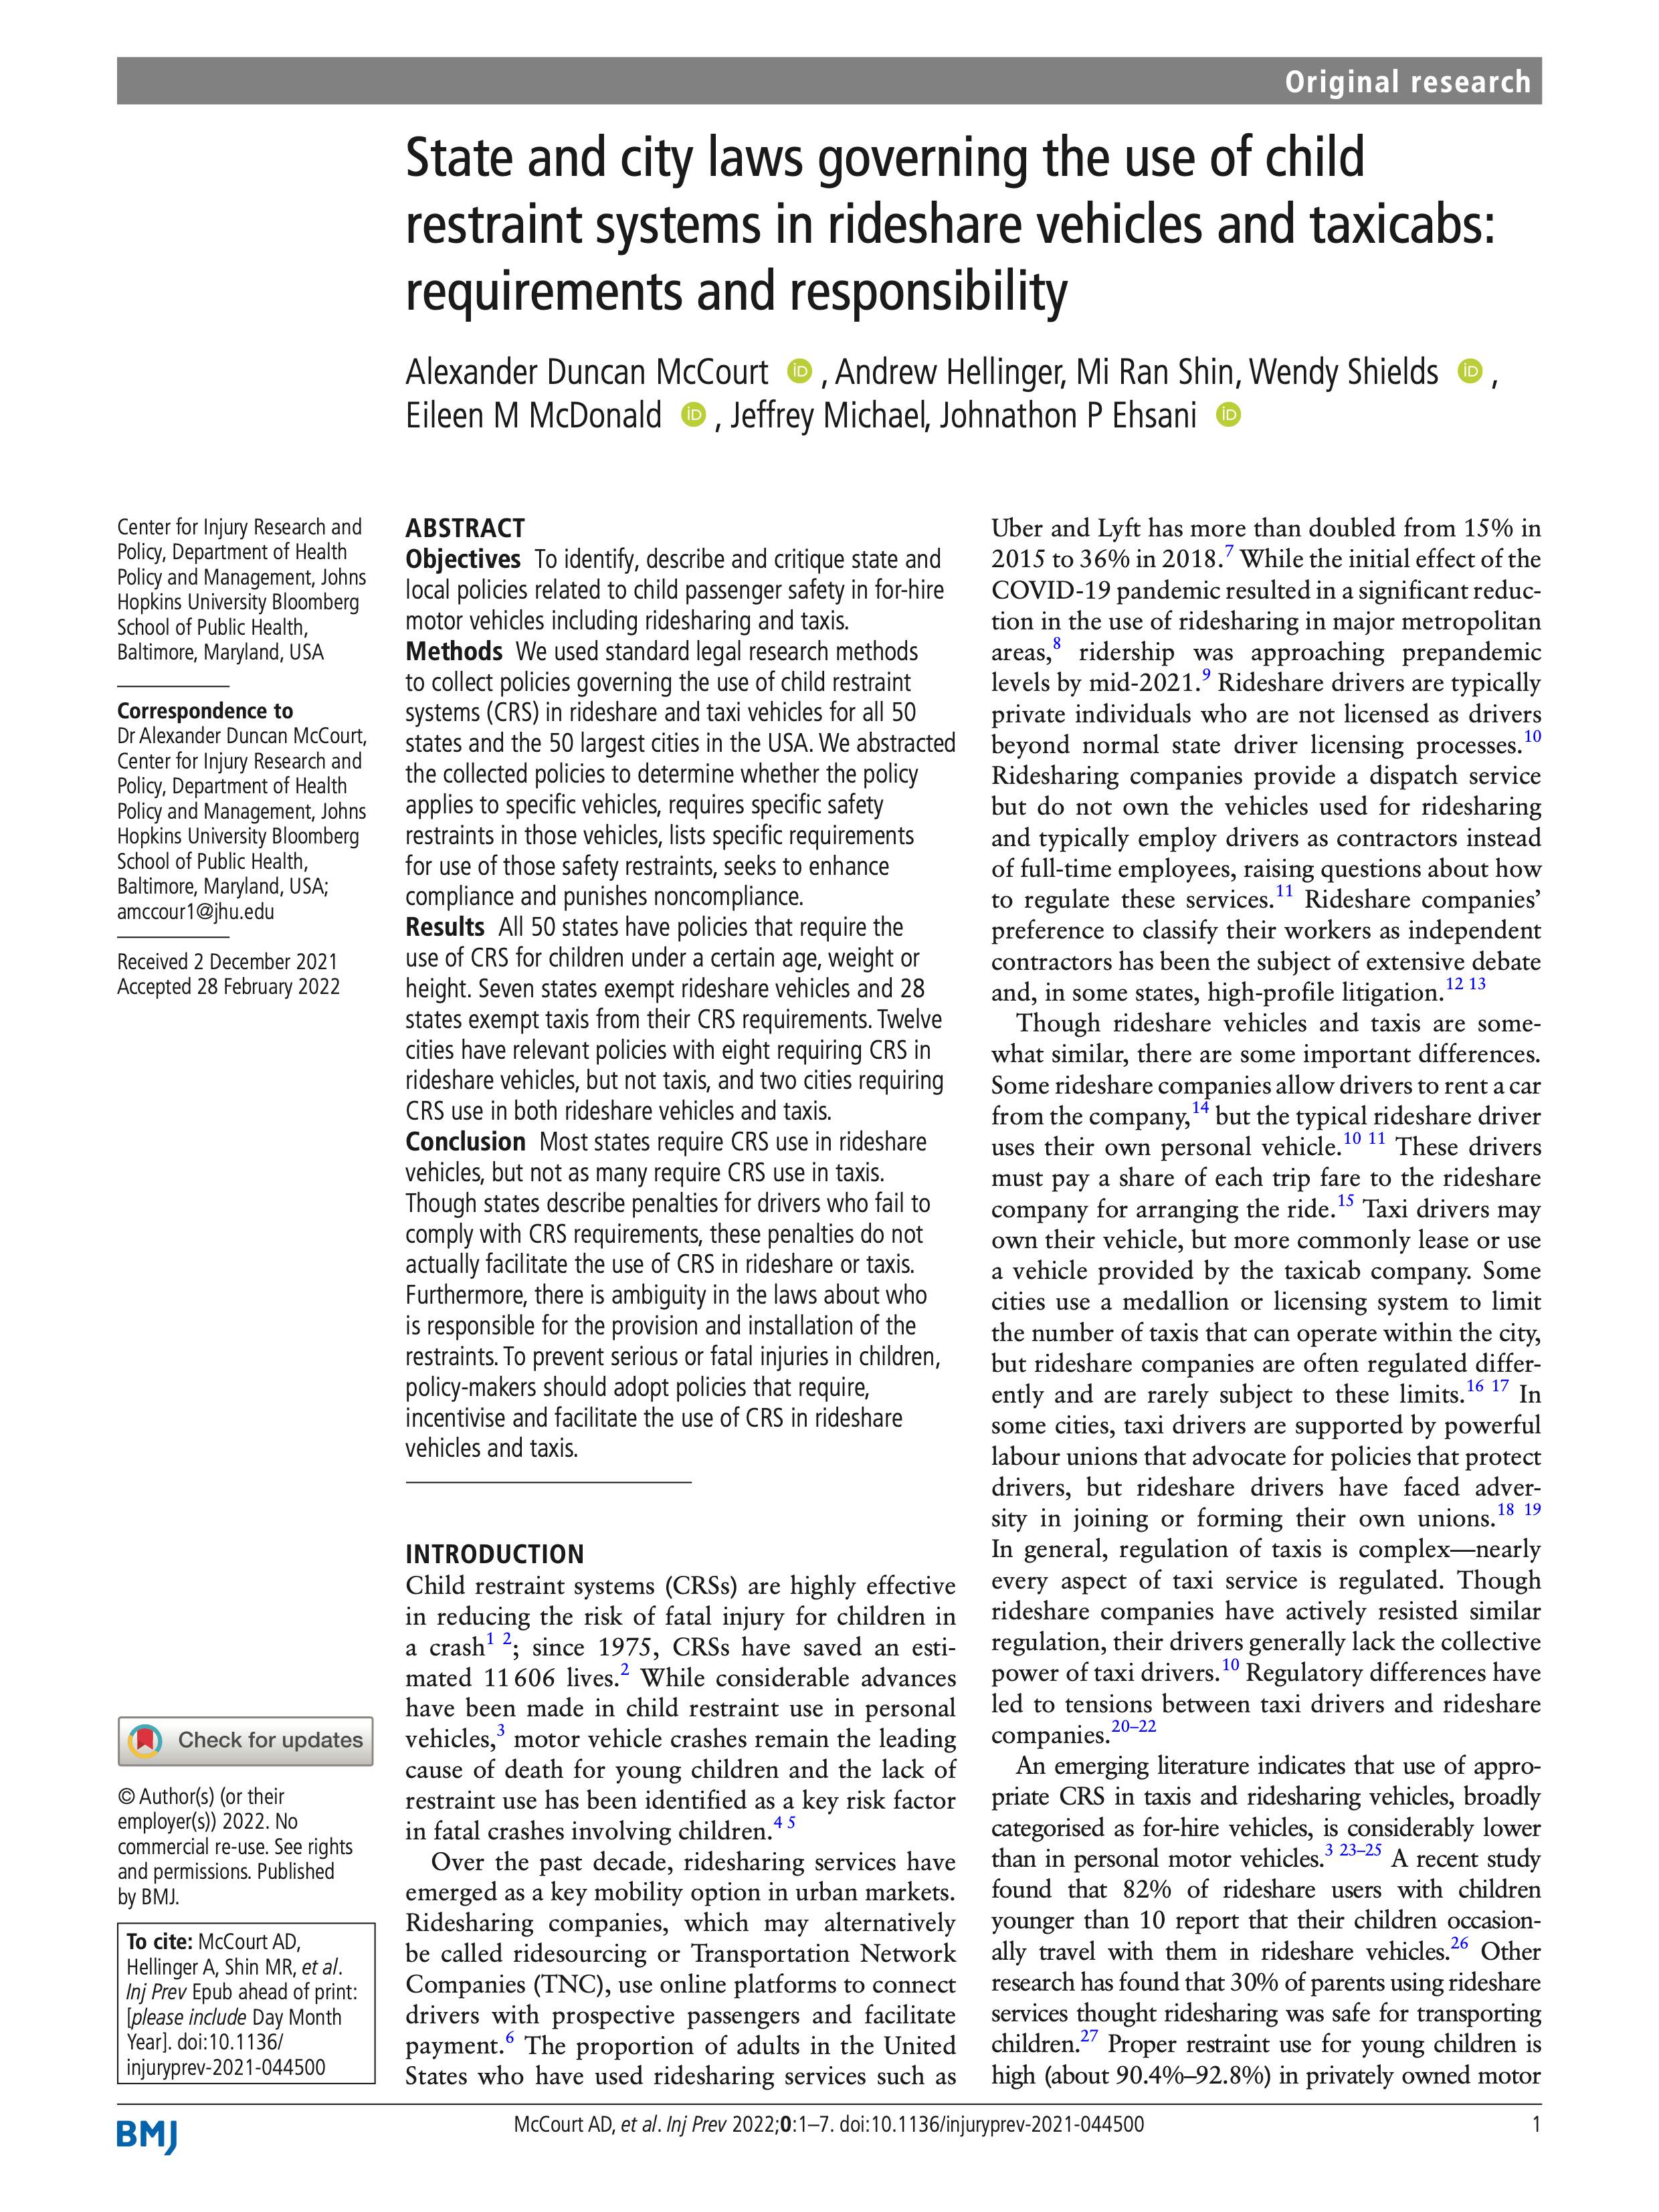 Original research
State and city laws governing the use of child
restraint systems in rideshare vehicles and taxicabs:
requirements and responsibility
Alexander Duncan McCourt iD , Andrew Hellinger, Mi Ran Shin, Wendy Shields iD ,
Eileen M McDonald iD , Jeffrey Michael, Johnathon P Ehsani iD
Center for Injury Research and
Policy, Department of Health
Policy and Management, Johns
Hopkins University Bloomberg
School of Public Health,
Baltimore, Maryland, USA
Correspondence to
Dr Alexander Duncan McCourt,
Center for Injury Research and
Policy, Department of Health
Policy and Management, Johns
Hopkins University Bloomberg
School of Public Health,
Baltimore, Maryland, USA;
amccour1@jhu.edu
Received 2 December 2021
Accepted 28 February 2022
Check for updates
© Author(s) (or their
employer(s)) 2022. No
commercial re-use. See rights
and permissions. Published
by BMJ.
To cite: McCourt AD,
Hellinger A, Shin MR, et al.
Inj Prev Epub ahead of print:
[please include Day Month
Year]. doi:10.1136/
injuryprev-2021-044500
ABSTRACT
Objectives To identify, describe and critique state and
local policies related to child passenger safety in for-hire
motor vehicles including ridesharing and taxis.
Methods We used standard legal research methods
to collect policies governing the use of child restraint
systems (CRS) in rideshare and taxi vehicles for all 50
states and the 50 largest cities in the USA. We abstracted
the collected policies to determine whether the policy
applies to specific vehicles, requires specific safety
restraints in those vehicles, lists specific requirements
for use of those safety restraints, seeks to enhance
compliance and punishes noncompliance.
Results All 50 states have policies that require the
use of CRS for children under a certain age, weight or
height. Seven states exempt rideshare vehicles and 28
states exempt taxis from their CRS requirements. Twelve
cities have relevant policies with eight requiring CRS in
rideshare vehicles, but not taxis, and two cities requiring
CRS use in both rideshare vehicles and taxis.
Conclusion Most states require CRS use in rideshare
vehicles, but not as many require CRS use in taxis.
Though states describe penalties for drivers who fail to
comply with CRS requirements, these penalties do not
actually facilitate the use of CRS in rideshare or taxis.
Furthermore, there is ambiguity in the laws about who
is responsible for the provision and installation of the
restraints. To prevent serious or fatal injuries in children,
policy-makers should adopt policies that require,
incentivise and facilitate the use of CRS in rideshare
vehicles and taxis.
INTRODUCTION
Child restraint systems (CRSs) are highly effective
in reducing the risk of fatal injury for children in
a crash1 2; since 1975, CRSs have saved an esti-
mated 11 606 lives.2 While considerable advances
have been made in child restraint use in personal
vehicles,3 motor vehicle crashes remain the leading
cause of death for young children and the lack of
restraint use has been identified as a key risk factor
in fatal crashes involving children.4 5
Over the past decade, ridesharing services have
emerged as a key mobility option in urban markets.
Ridesharing companies, which may alternatively
be called ridesourcing or Transportation Network
Companies (TNC), use online platforms to connect
drivers with prospective passengers and facilitate
payment.6 The proportion of adults in the United
States who have used ridesharing services such as
Uber and Lyft has more than doubled from 15% in
2015 to 36% in 2018.7 While the initial effect of the
COVID-19 pandemic resulted in a significant reduc-
tion in the use of ridesharing in major metropolitan
areas,8 ridership was approaching prepandemic
levels by mid-2021.9 Rideshare drivers are typically
private individuals who are not licensed as drivers
beyond normal state driver licensing processes.10
Ridesharing companies provide a dispatch service
but do not own the vehicles used for ridesharing
and typically employ drivers as contractors instead
of full-time employees, raising questions about how
to regulate these services.11 Rideshare companies’
preference to classify their workers as independent
contractors has been the subject of extensive debate
and, in some states, high-profile litigation.12 13
Though rideshare vehicles and taxis are some-
what similar, there are some important differences.
Some rideshare companies allow drivers to rent a car
from the company,14 but the typical rideshare driver
uses their own personal vehicle.10 11 These drivers
must pay a share of each trip fare to the rideshare
company for arranging the ride.15 Taxi drivers may
own their vehicle, but more commonly lease or use
a vehicle provided by the taxicab company. Some
cities use a medallion or licensing system to limit
the number of taxis that can operate within the city,
but rideshare companies are often regulated differ-
ently and are rarely subject to these limits.16 17 In
some cities, taxi drivers are supported by powerful
labour unions that advocate for policies that protect
drivers, but rideshare drivers have faced adver-
sity in joining or forming their own unions.18 19
In general, regulation of taxis is complex—nearly
every aspect of taxi service is regulated. Though
rideshare companies have actively resisted similar
regulation, their drivers generally lack the collective
power of taxi drivers.10 Regulatory differences have
led to tensions between taxi drivers and rideshare
companies.20–22
An emerging literature indicates that use of appro-
priate CRS in taxis and ridesharing vehicles, broadly
categorised as for-hire vehicles, is considerably lower
than in personal motor vehicles.3 23–25 A recent study
found that 82% of rideshare users with children
younger than 10 report that their children occasion-
ally travel with them in rideshare vehicles.26 Other
research has found that 30% of parents using rideshare
services thought ridesharing was safe for transporting
children.27 Proper restraint use for young children is
high (about 90.4%–92.8%) in privately owned motor
BMJ
McCourt AD, et al. Inj Prev 2022;0:1–7. doi:10.1136/injuryprev-2021-044500
1